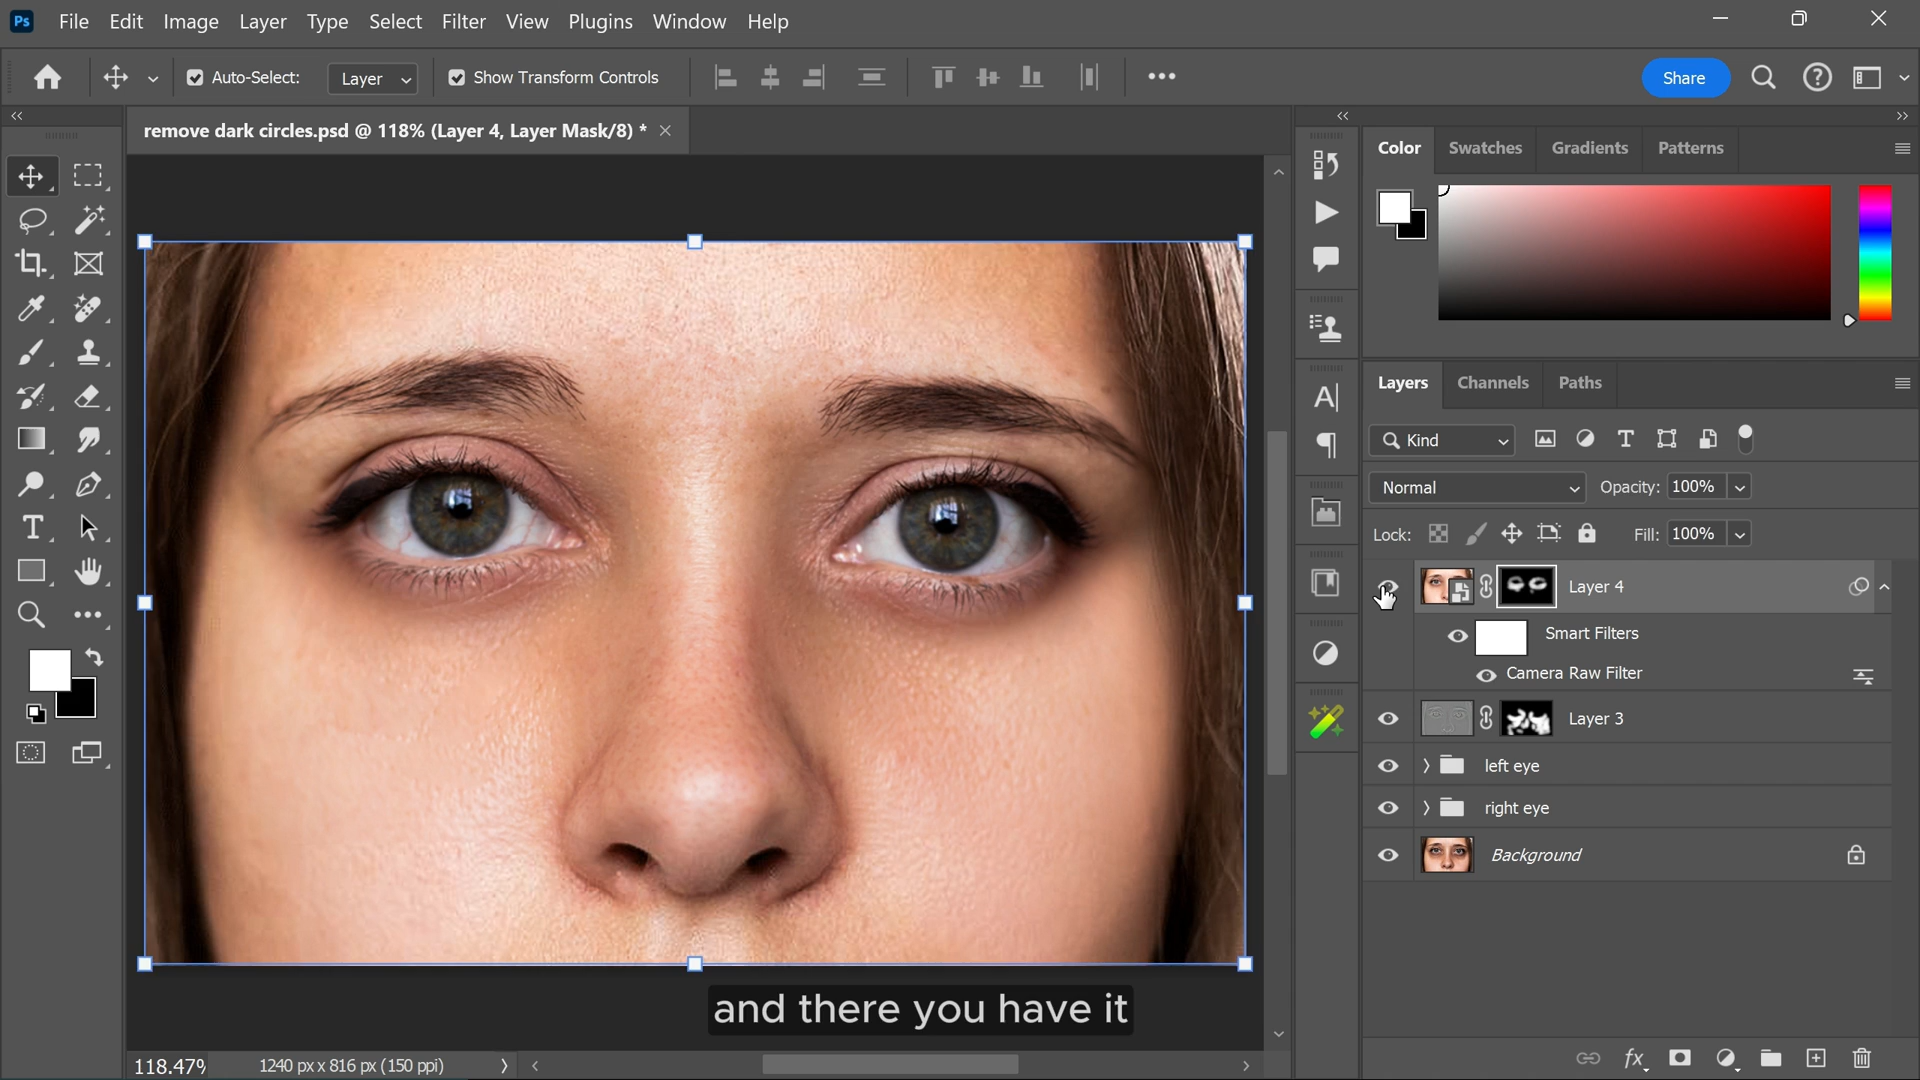 Ps File Edit Image Layer Type Select Filter View Plugins Window Help
Auto-Select: Layer Show Transform Controls ••• Share
remove dark circles.psd @ 118% (Layer 4, Layer Mask/8) * ×
Color Swatches Gradients Patterns
Layers Channels Paths
Kind
Normal Opacity: 100%
Lock: Fill: 100%
Layer 4
Smart Filters
Camera Raw Filter
Layer 3
left eye
right eye
Background
and there you have it
118.47% 1240 px x 816 px (150 ppi)
fx